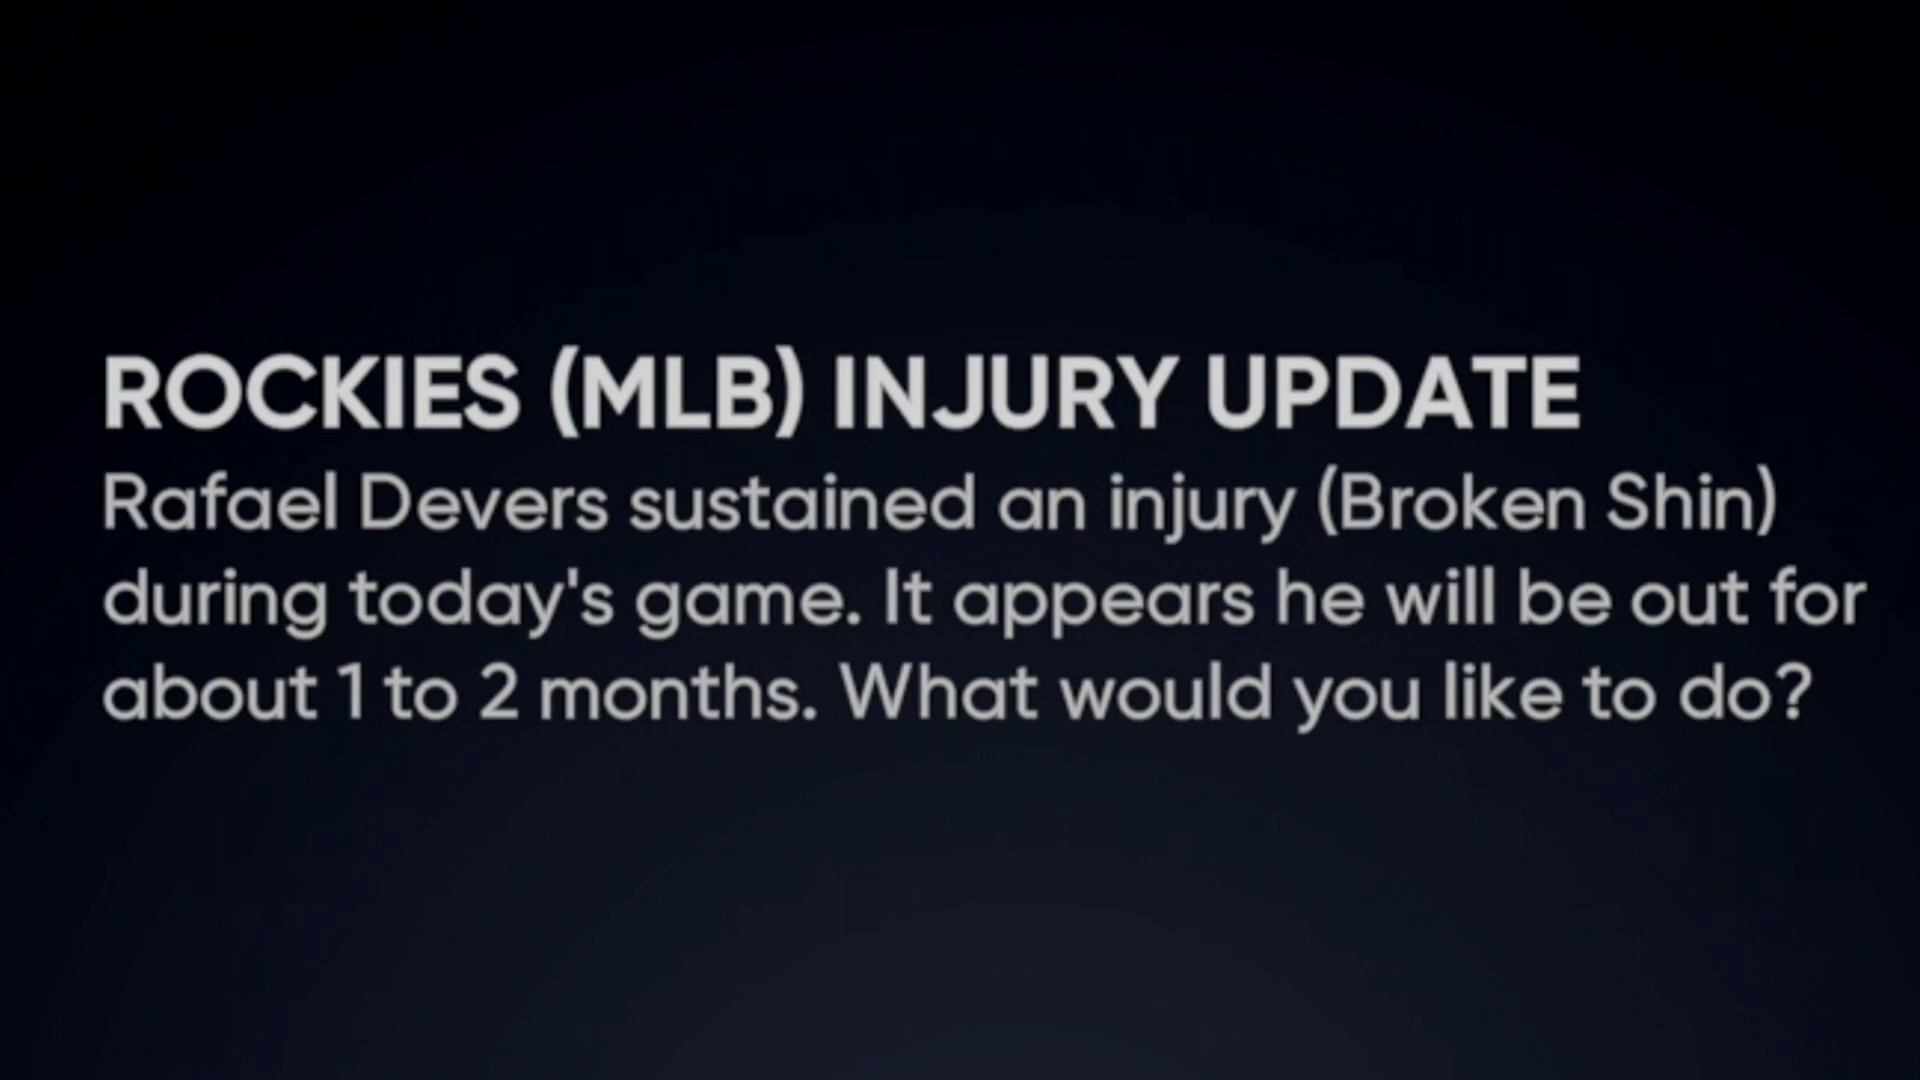 ROCKIES (MLB) INJURY UPDATE
Rafael Devers sustained an injury (Broken Shin)
during today's game. It appears he will be out for
about 1 to 2 months. What would you like to do?